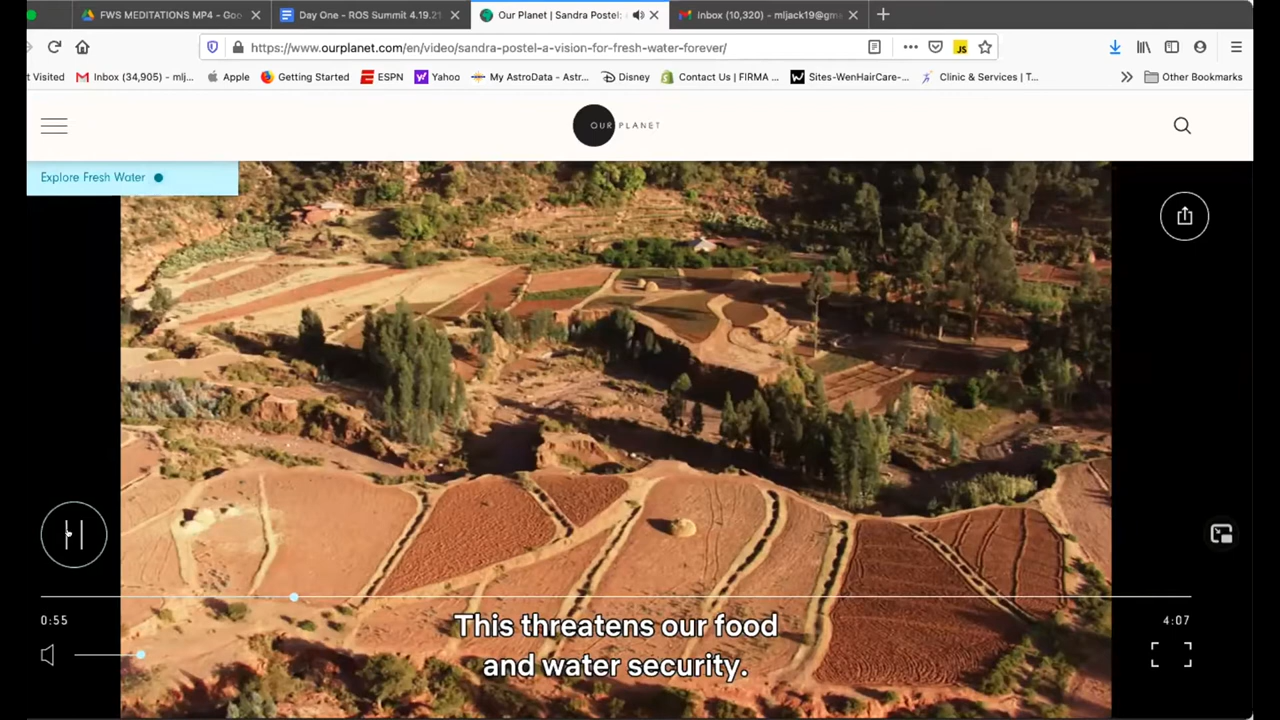 FWS MEDITATIONS MP4 - Goo
Day One - ROS Summit 4.19.21
Our Planet | Sandra Postel:
Inbox (10,320) - mljack19@gma
https://www.ourplanet.com/en/video/sandra-postel-a-vision-for-fresh-water-forever/
JS
t Visited
Inbox (34,905) - mlj...
Apple
Getting Started
ESPN
Yahoo
My AstroData - Astr...
Disney
Contact Us | FIRMA ...
Sites-WenHairCare-...
Clinic & Services | T...
Other Bookmarks
OUR PLANET
Explore Fresh Water
0:55
4:07
This threatens our food
and water security.